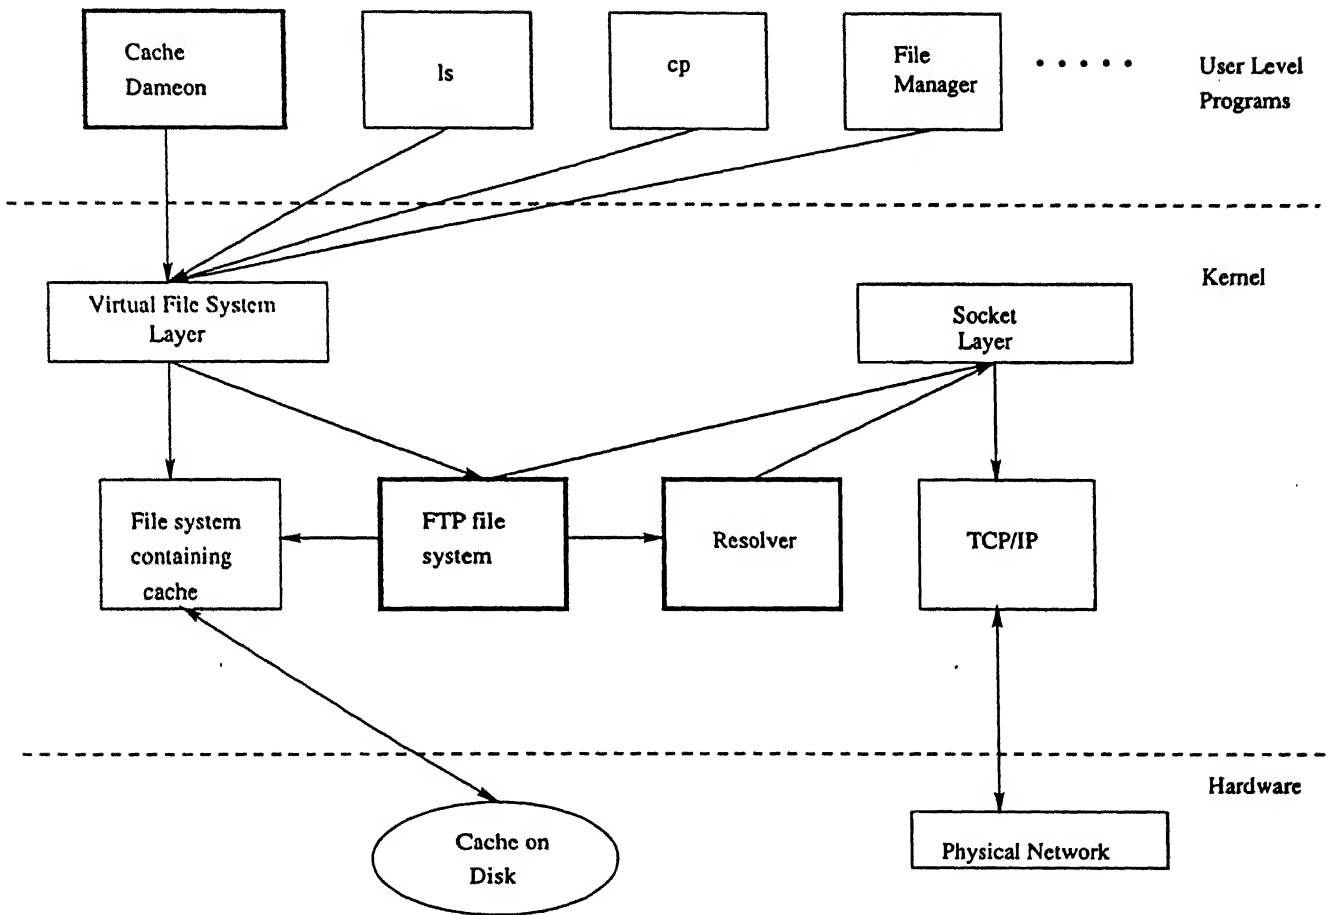 Cache
Dameon
ls
cp
File
Manager
User Level
Programs
Kernel
Virtual File System
Layer
Socket
Layer
File system
containing
cache
FTP file
system
Resolver
TCP/IP
Hardware
Cache on
Disk
Physical Network